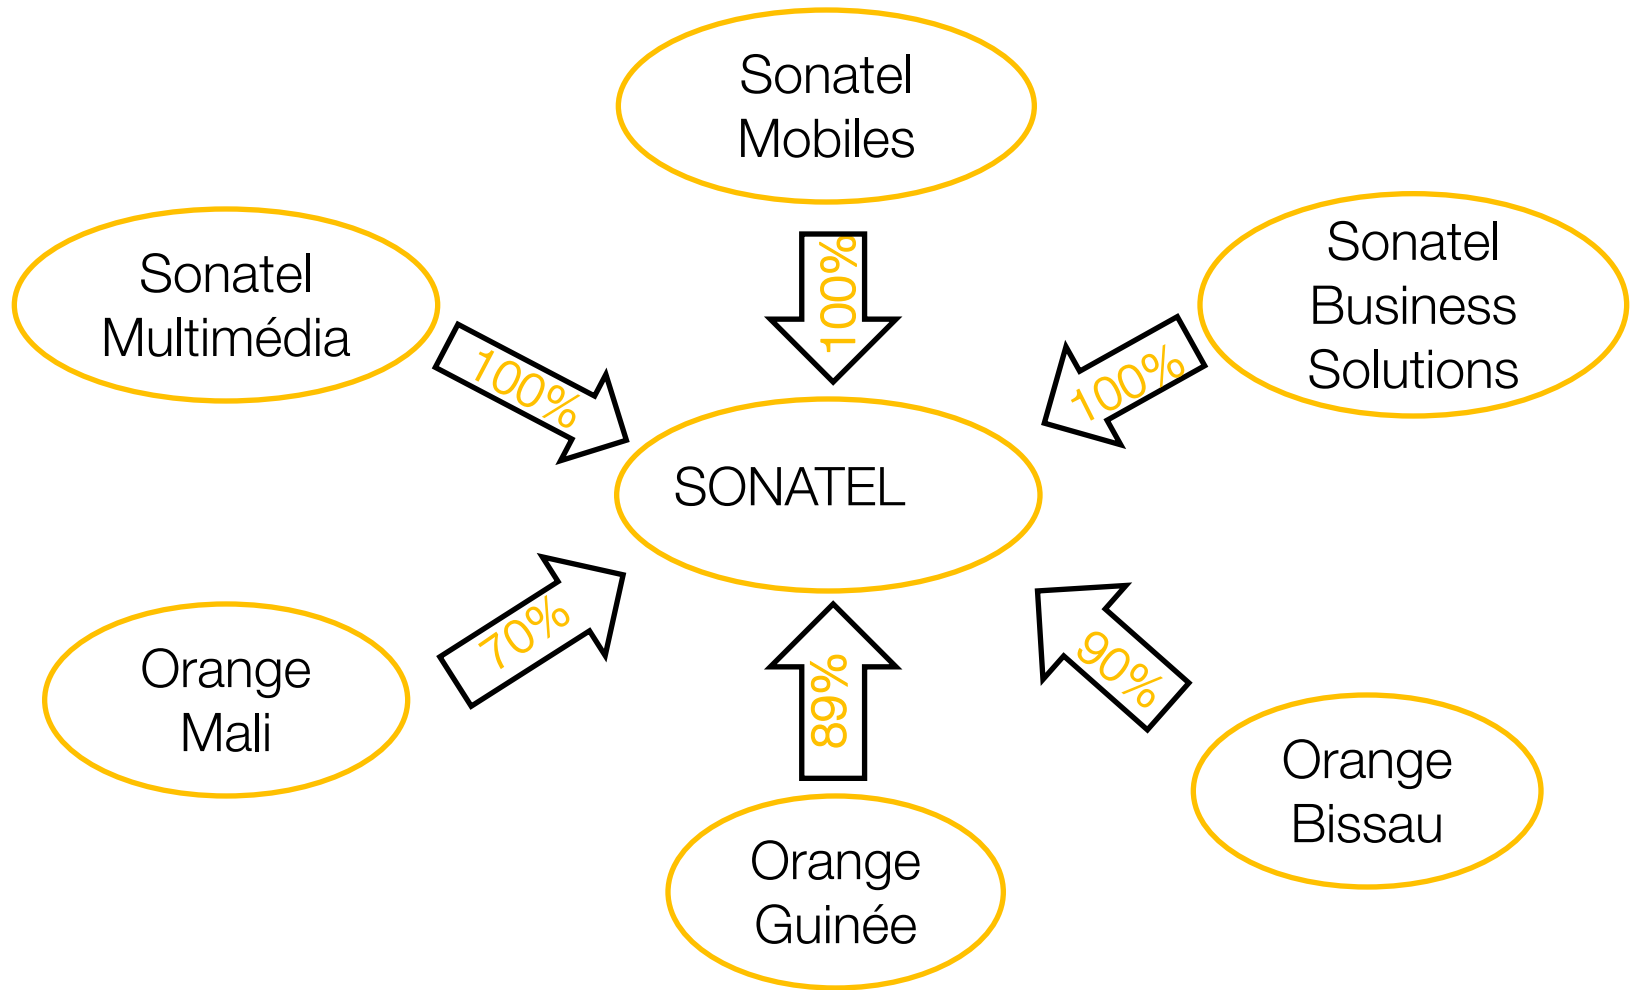 Sonatel
Mobiles
100%
Sonatel
Multimédia
100%
Sonatel
Business
Solutions
100%
SONATEL
Orange
Mali
70%
89%
Orange
Guinée
90%
Orange
Bissau